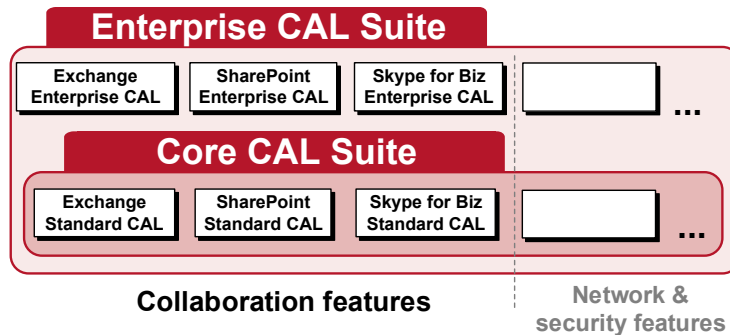 Enterprise CAL Suite
Exchange
Enterprise CAL
SharePoint
Enterprise CAL
Skype for Biz
Enterprise CAL
...
Core CAL Suite
Exchange
Standard CAL
SharePoint
Standard CAL
Skype for Biz
Standard CAL
...
Collaboration features
Network &
security features